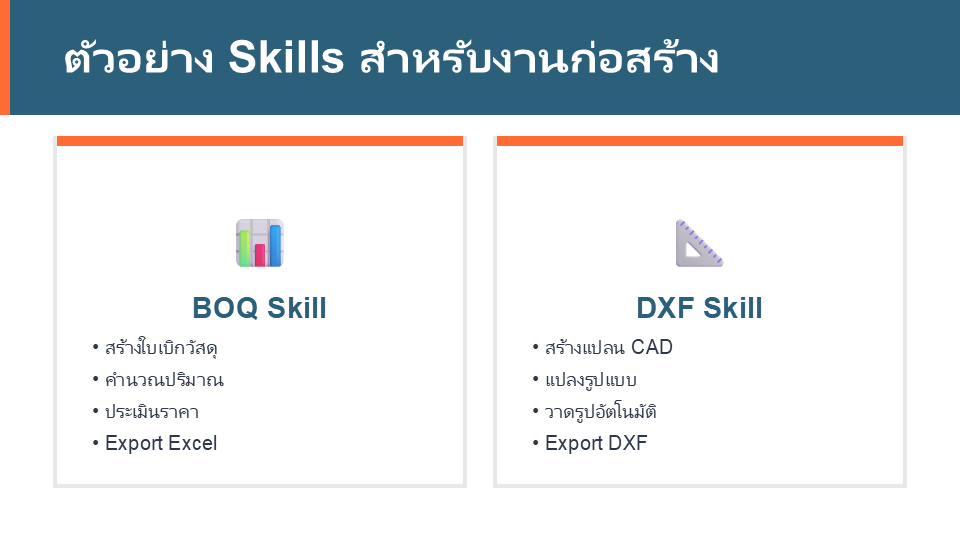 ตัวอย่าง Skills สำหรับงานก่อสร้าง
BOQ Skill
• สร้างใบเบิกวัสดุ
• คำนวณปริมาณ
• ประเมินราคา
• Export Excel
DXF Skill
• สร้างแปลน CAD
• แปลงรูปแบบ
• วาดรูปอัตโนมัติ
• Export DXF